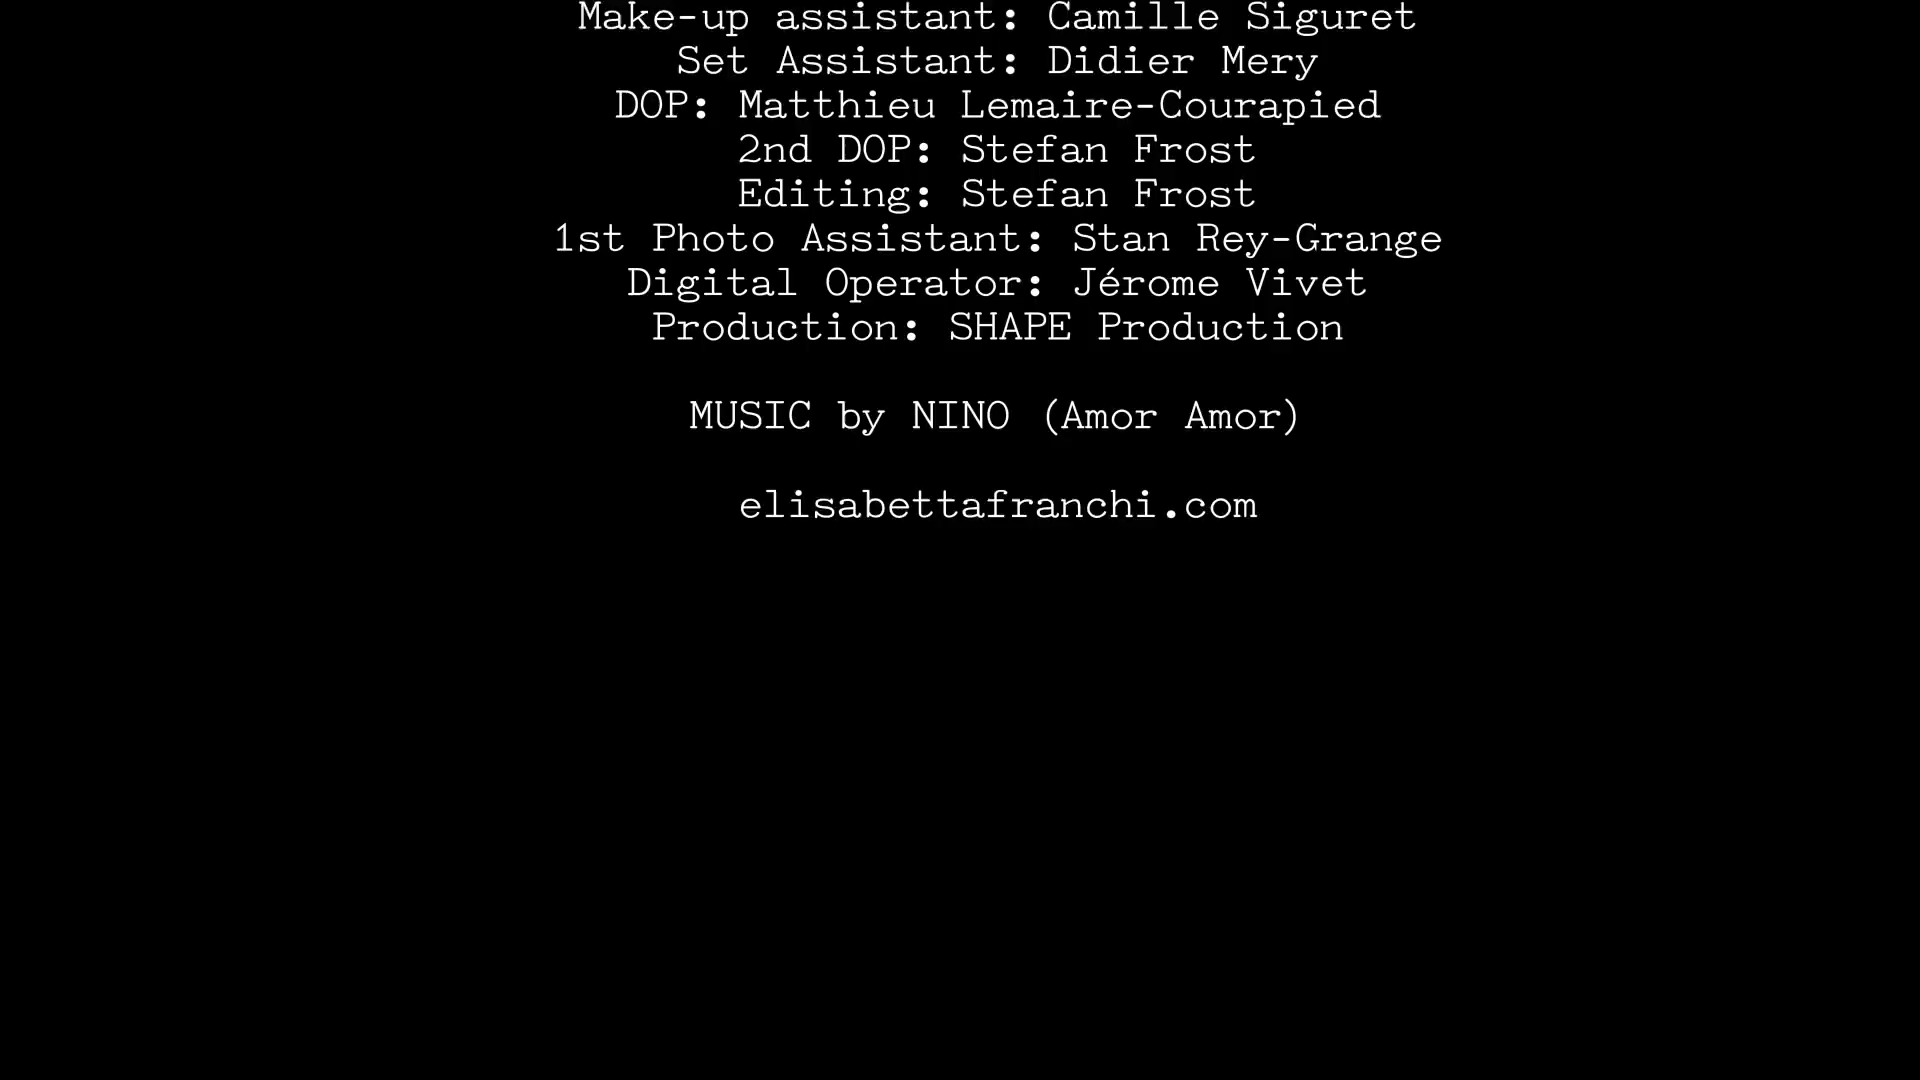 Make-up assistant: Camille Siguret
Set Assistant: Didier Mery
DOP: Matthieu Lemaire-Courapied
2nd DOP: Stefan Frost
Editing: Stefan Frost
1st Photo Assistant: Stan Rey-Grange
Digital Operator: Jérome Vivet
Production: SHAPE Production
MUSIC by NINO (Amor Amor)
elisabettafranchi.com